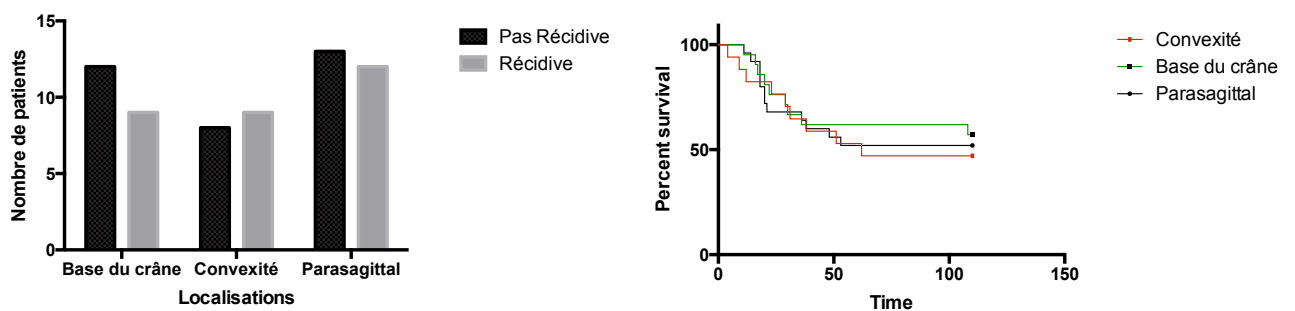 15
10
5
0
Nombre de patients
Base du crâne Convexité Parasagittal
Localisations
Pas Récidive
Récidive
100
50
0
Percent survival
0 50 100 150
Time
Convexité
Base du crâne
Parasagittal